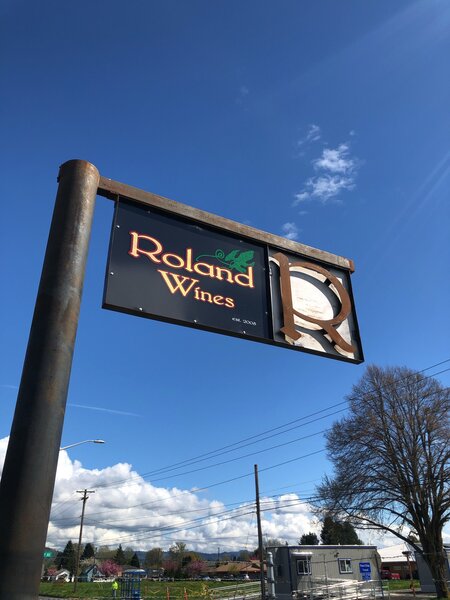 Roland
Wines
est. 2008
R